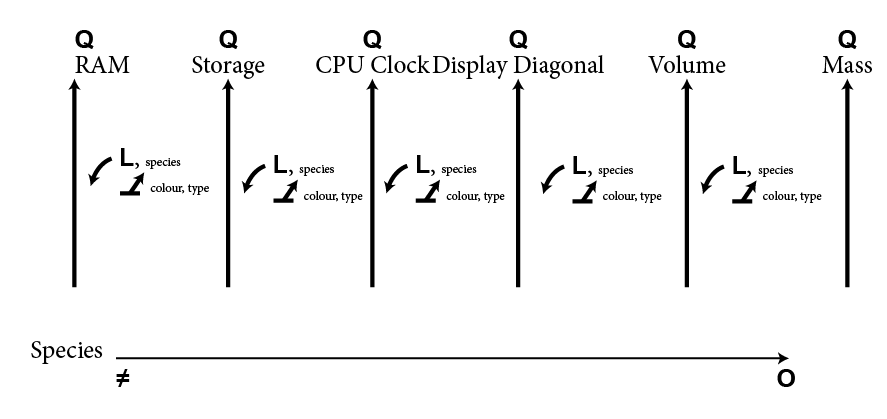 Q Q Q Q Q Q
RAM Storage CPU Clock Display Diagonal Volume Mass
L, species L, species L, species L, species L, species
colour, type colour, type colour, type colour, type colour, type
Species
≠ O